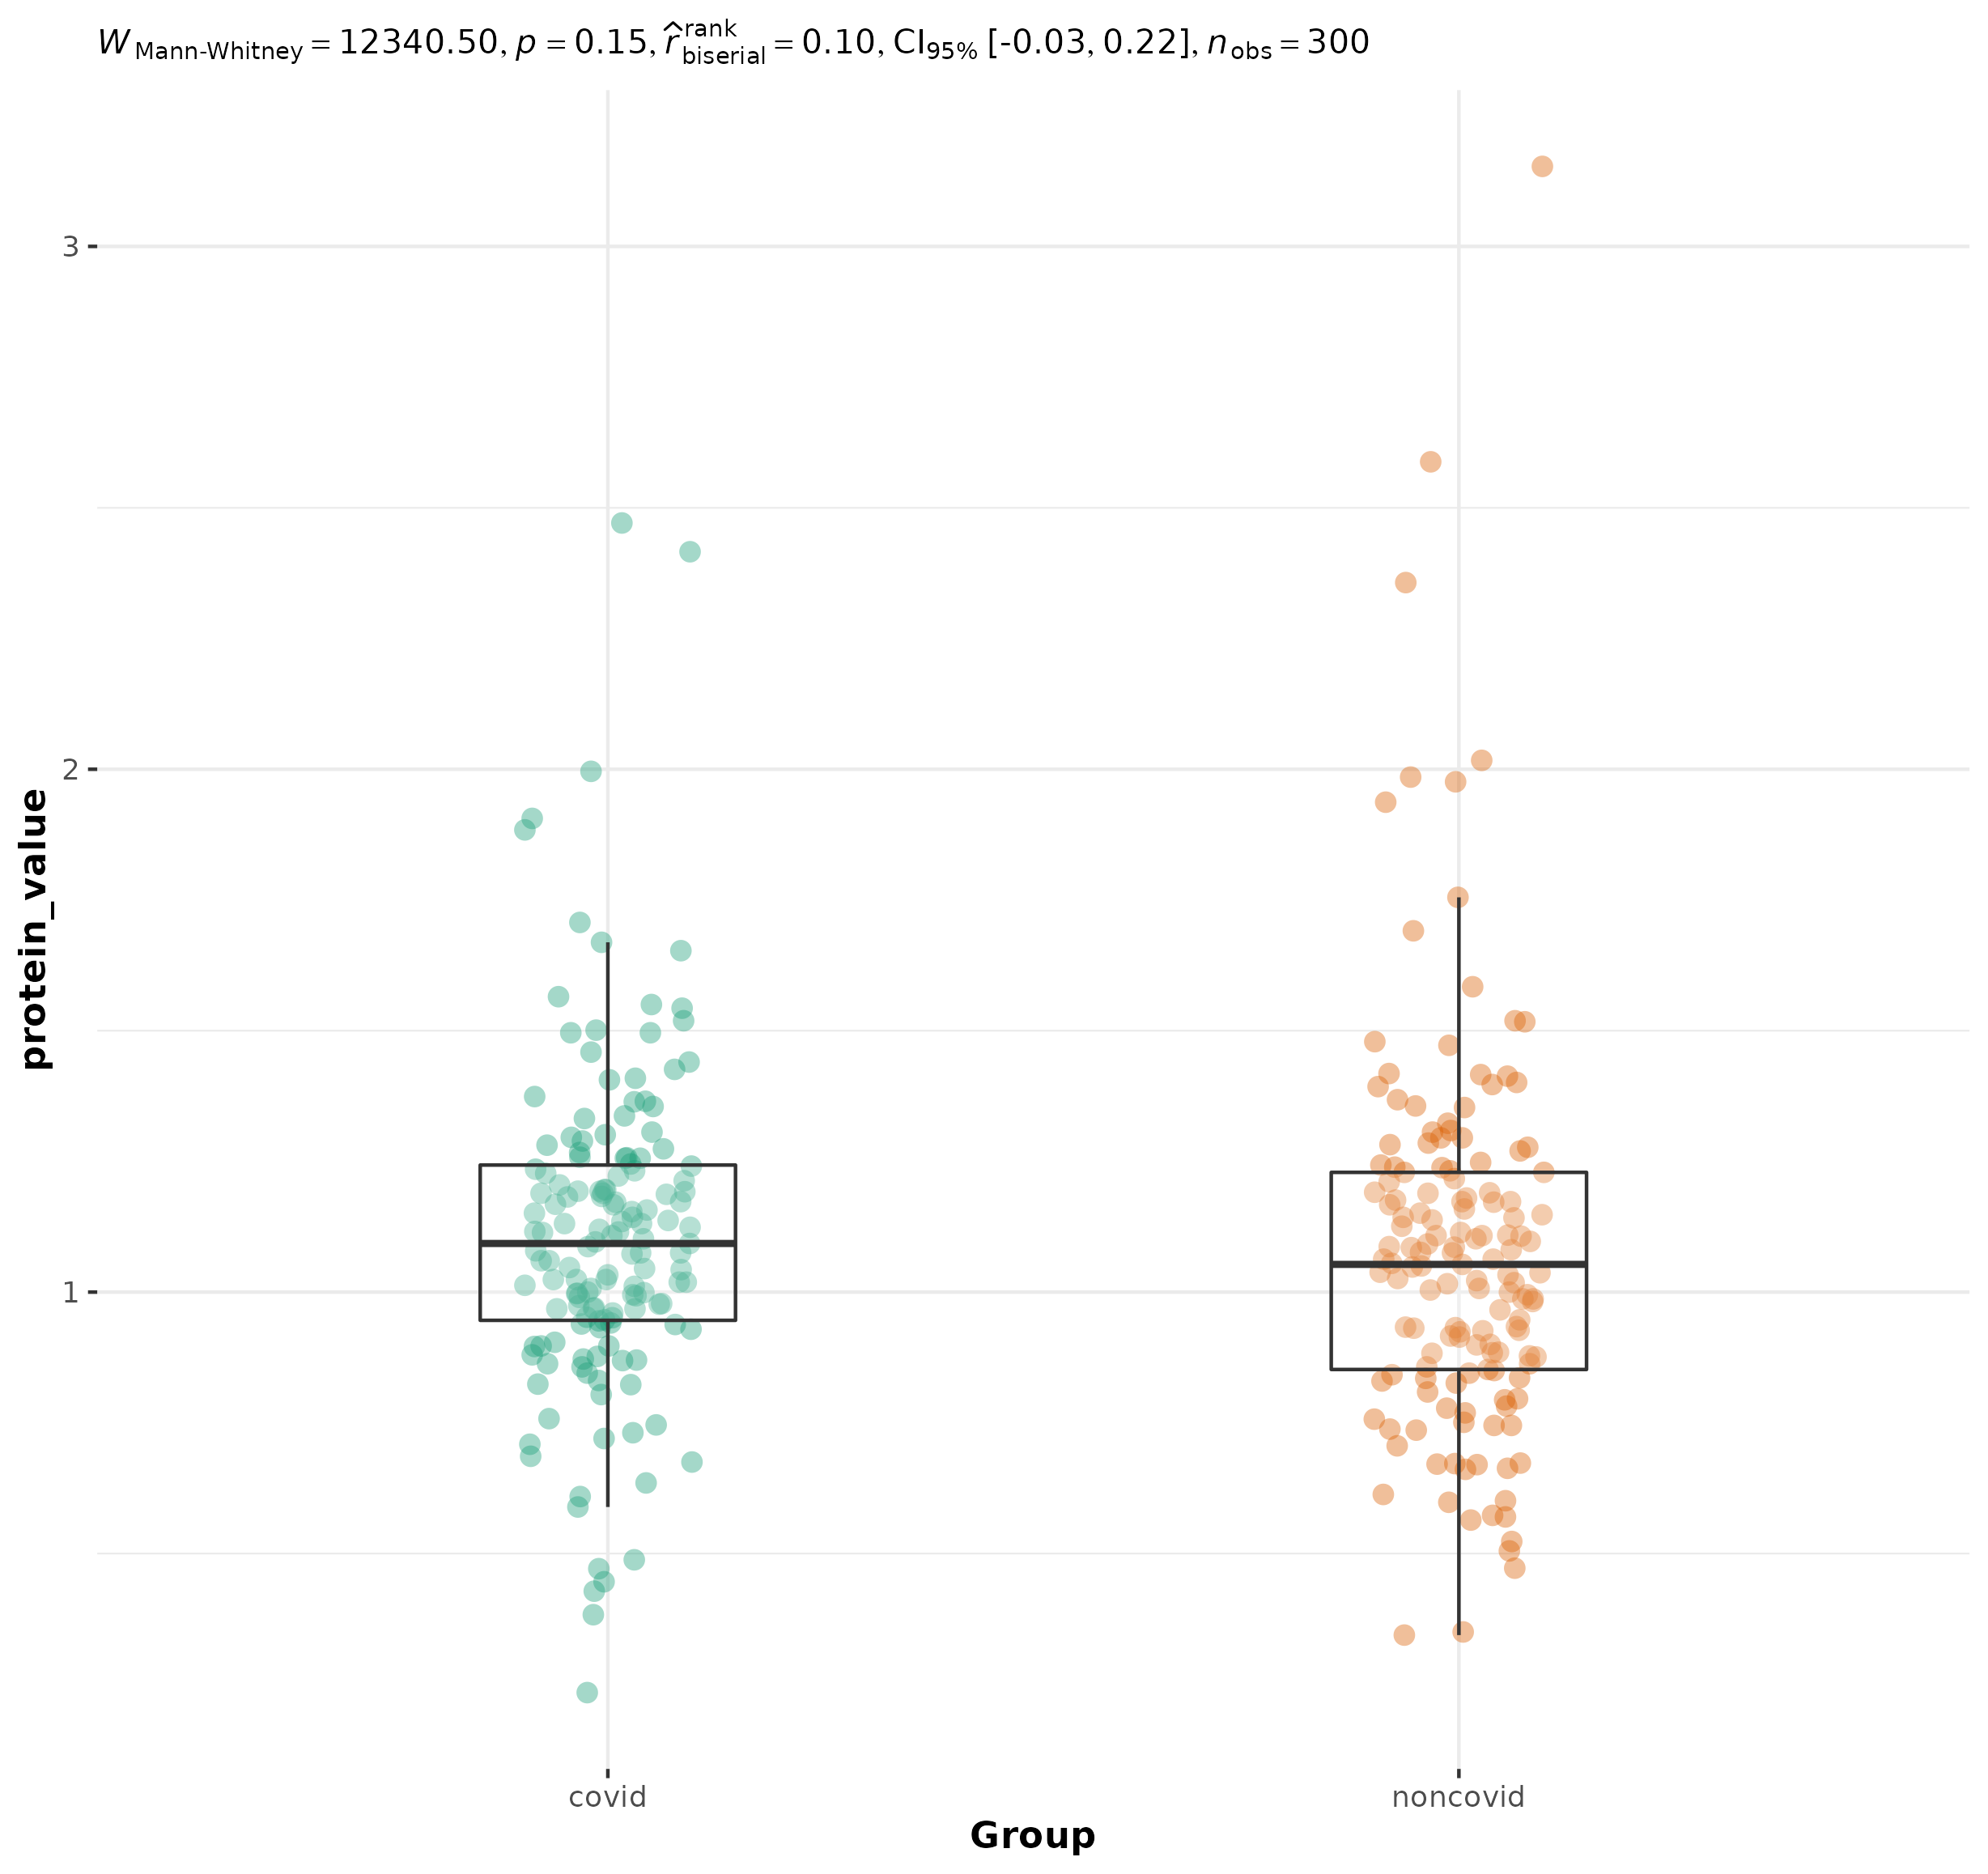 W Mann-Whitney = 12340.50, p = 0.15, r̂ rank biserial = 0.10, CI95% [-0.03, 0.22], nobs = 300
3
2
1
protein_value
covid noncovid
Group